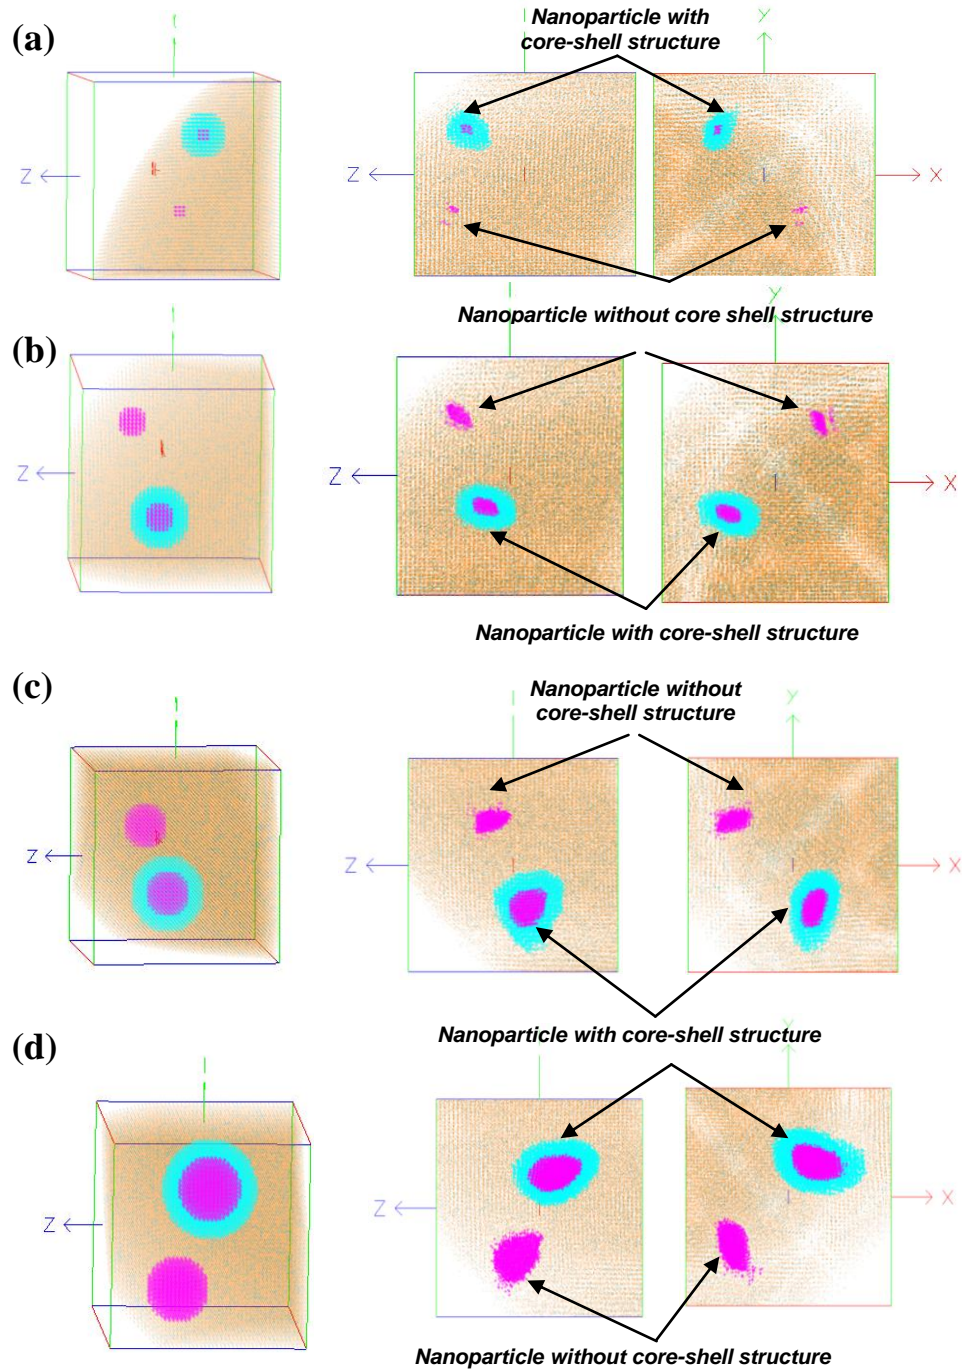 (a)
Nanoparticle with
core-shell structure
Y
Z
Z
X
Nanoparticle without core shell structure
(b)
Y
Z
Z
X
Nanoparticle with core-shell structure
(c)
Nanoparticle without
core-shell structure
Y
Z
Z
X
Nanoparticle with core-shell structure
(d)
Y
Z
Z
X
Nanoparticle without core-shell structure